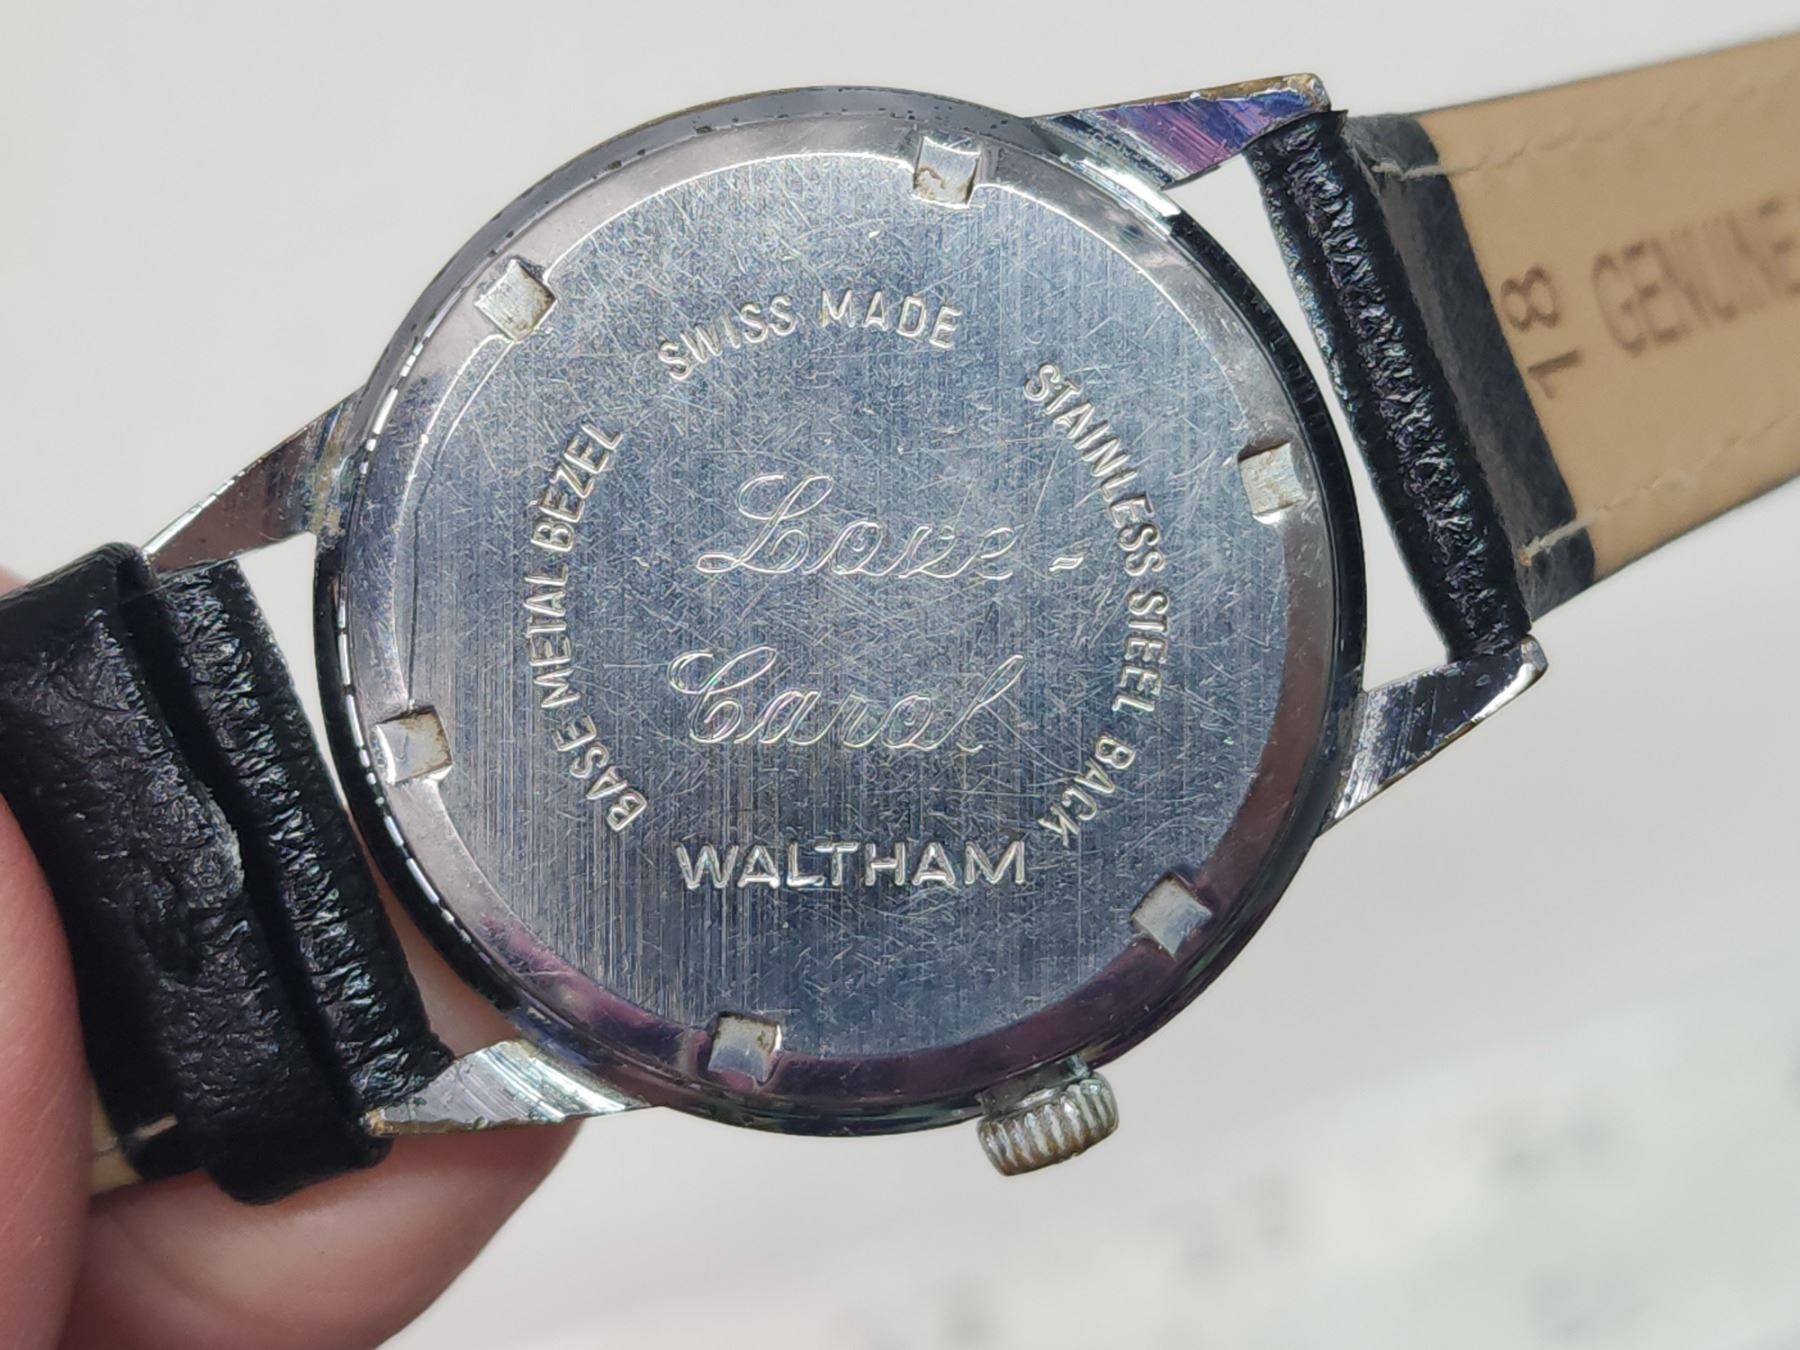 SWISS MADE
STAINLESS STEEL BACK
BASE METAL BEZEL
Love -
Carol
WALTHAM
18 GENUINE